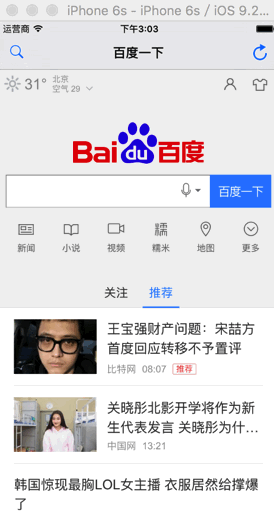 iPhone 6s - iPhone 6s / iOS 9.2...
运营商 下午3:03
百度一下
31° 北京
空气 29
Bai du 百度
百度一下
新闻 小说 视频 糯 糯米 地图 更多
关注 推荐
王宝强财产问题：宋喆方
首度回应转移不予置评
比特网 08:07 推荐
关晓彤北影开学将作为新
生代表发言 关晓彤为什...
中国网 13:21
韩国惊现最胸LOL女主播 衣服居然给撑爆
了